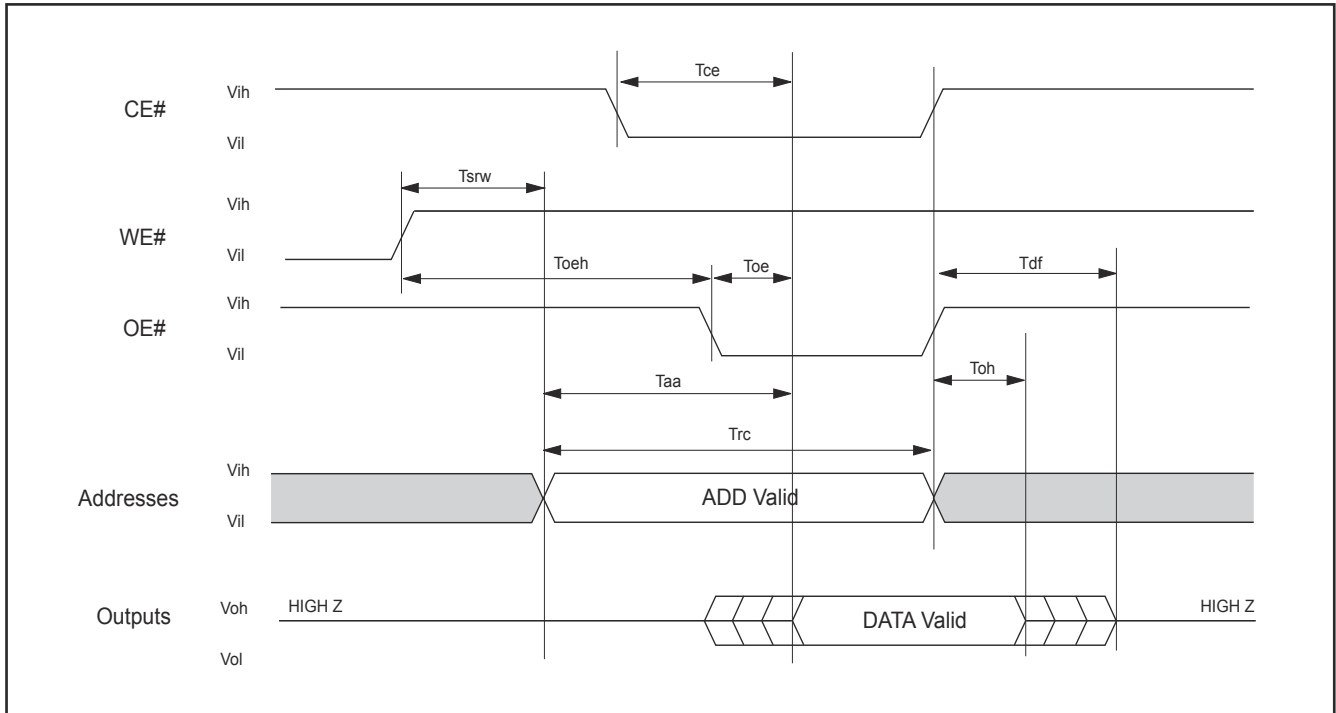 Tce
Vih
CE#
Vil
Tsrw
Vih
WE#
Vil
Toeh
Toe
Tdf
Vih
OE#
Vil
Toh
Taa
Trc
Vih
Addresses
ADD Valid
Vil
Voh
HIGH Z
HIGH Z
Outputs
DATA Valid
Vol